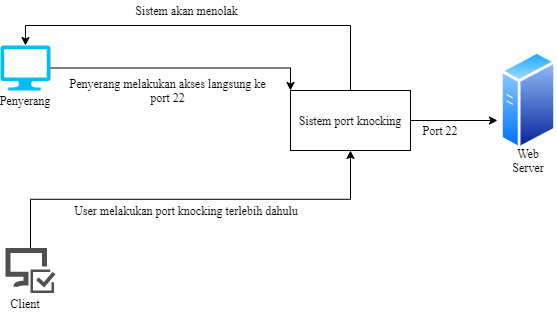 Sistem akan menolak
Penyerang
Penyerang melakukan akses langsung ke
port 22
Sistem port knocking
Port 22
Web
Server
User melakukan port knocking terlebih dahulu
Client